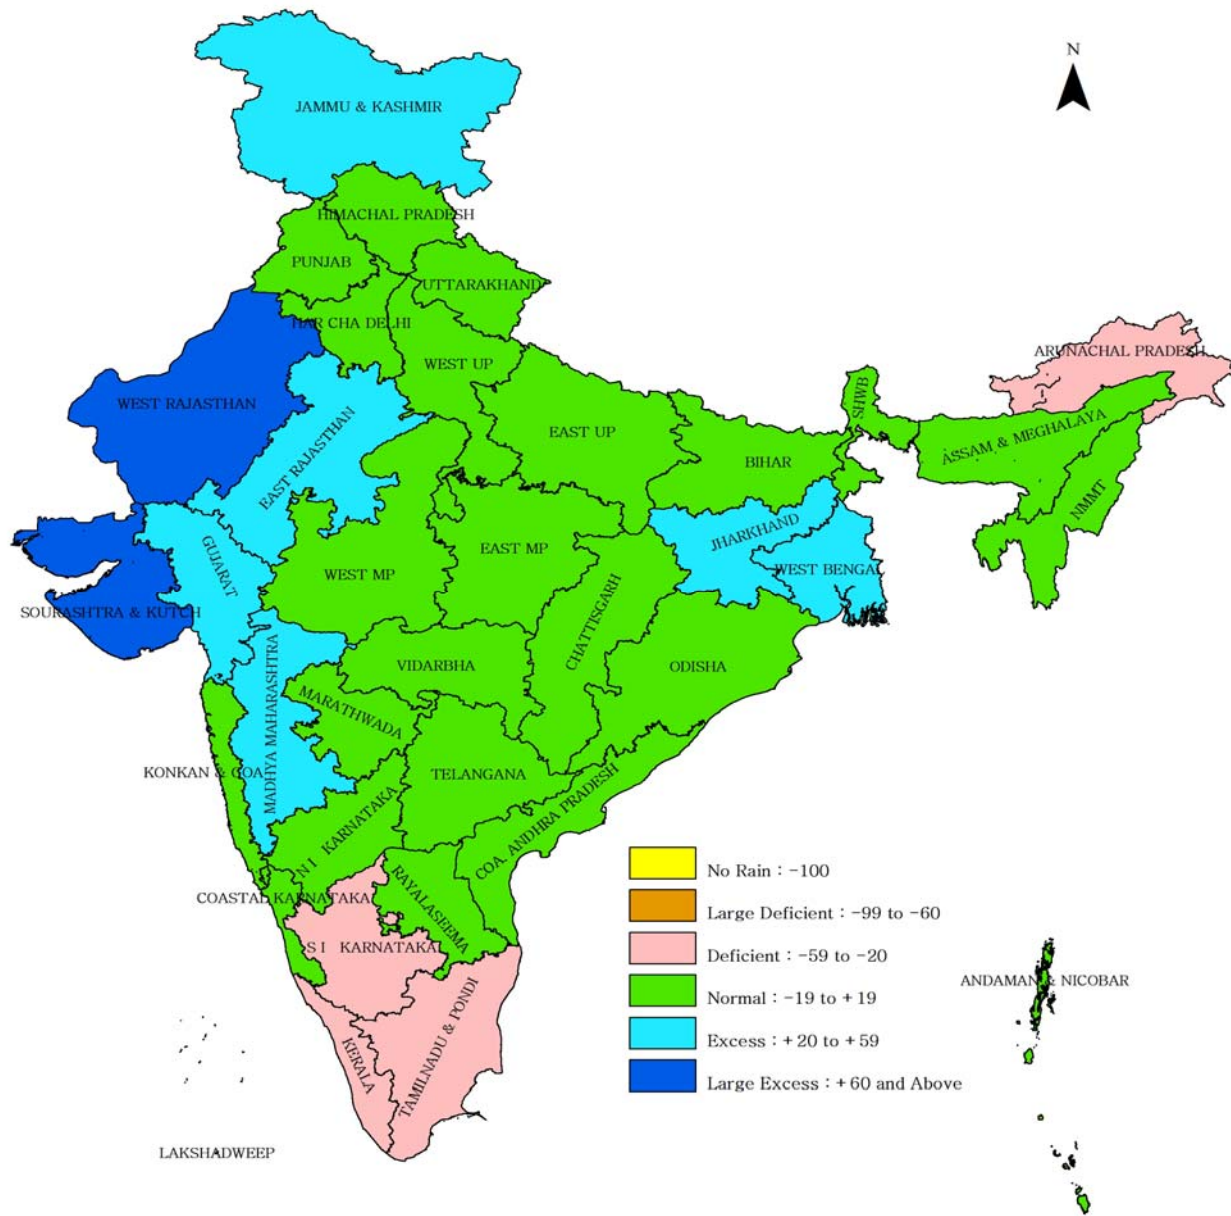 N
JAMMU & KASHMIR
HIMACHAL PRADESH
PUNJAB
UTTARAKHAND
HAR CHA DELHI
WEST UP
ARUNACHAL PRADESH
WEST RAJASTHAN
SHWB
EAST RAJASTHAN
EAST UP
BIHAR
ASSAM & MEGHALAYA
NMMT
JHARKHAND
GUJARAT
WEST MP
EAST MP
WEST BENGAL
SOURASHTRA & KUTCH
CHATTISGARH
VIDARBHA
ODISHA
MADHYA MAHARASHTRA
MARATHWADA
KONKAN & GOA
TELANGANA
COA. ANDHRA PRADESH
N I KARNATAKA
COASTAL KARNATAKA
RAYALASEEMA
S I KARNATAKA
KERALA
TAMILNADU & PONDI
LAKSHADWEEP
ANDAMAN & NICOBAR
No Rain : -100
Large Deficient : -99 to -60
Deficient : -59 to -20
Normal : -19 to +19
Excess : +20 to +59
Large Excess : +60 and Above